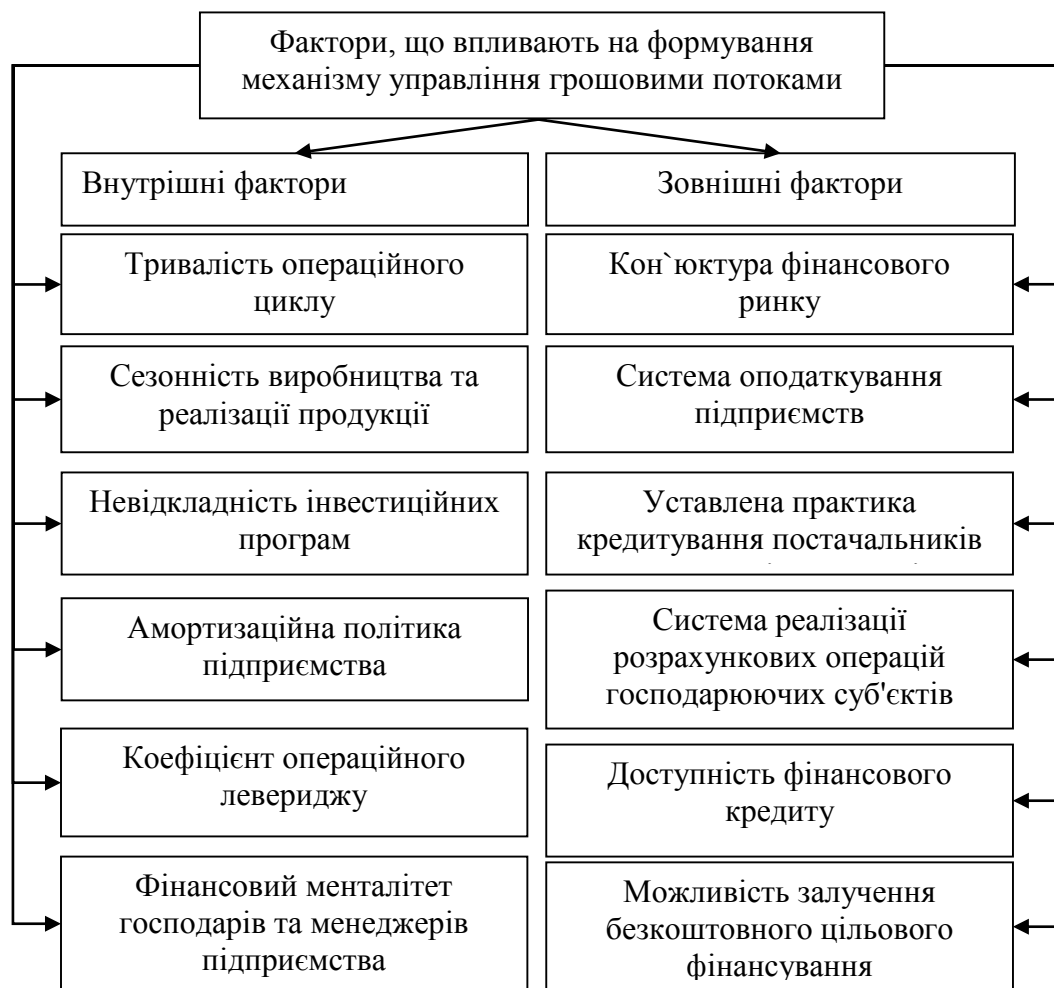 Фактори, що впливають на формування
механізму управління грошовими потоками
Внутрішні фактори
Зовнішні фактори
Тривалість операційного
циклу
Кон`юктура фінансового
ринку
Сезонність виробництва та
реалізації продукції
Система оподаткування
підприємств
Невідкладність інвестиційних
програм
Уставлена практика
кредитування постачальників
Амортизаційна політика
підприємства
Система реалізації
розрахункових операцій
господарюючих суб'єктів
Коефіцієнт операційного
левериджу
Доступність фінансового
кредиту
Фінансовий менталітет
господарів та менеджерів
підприємства
Можливість залучення
безкоштовного цільового
фінансування